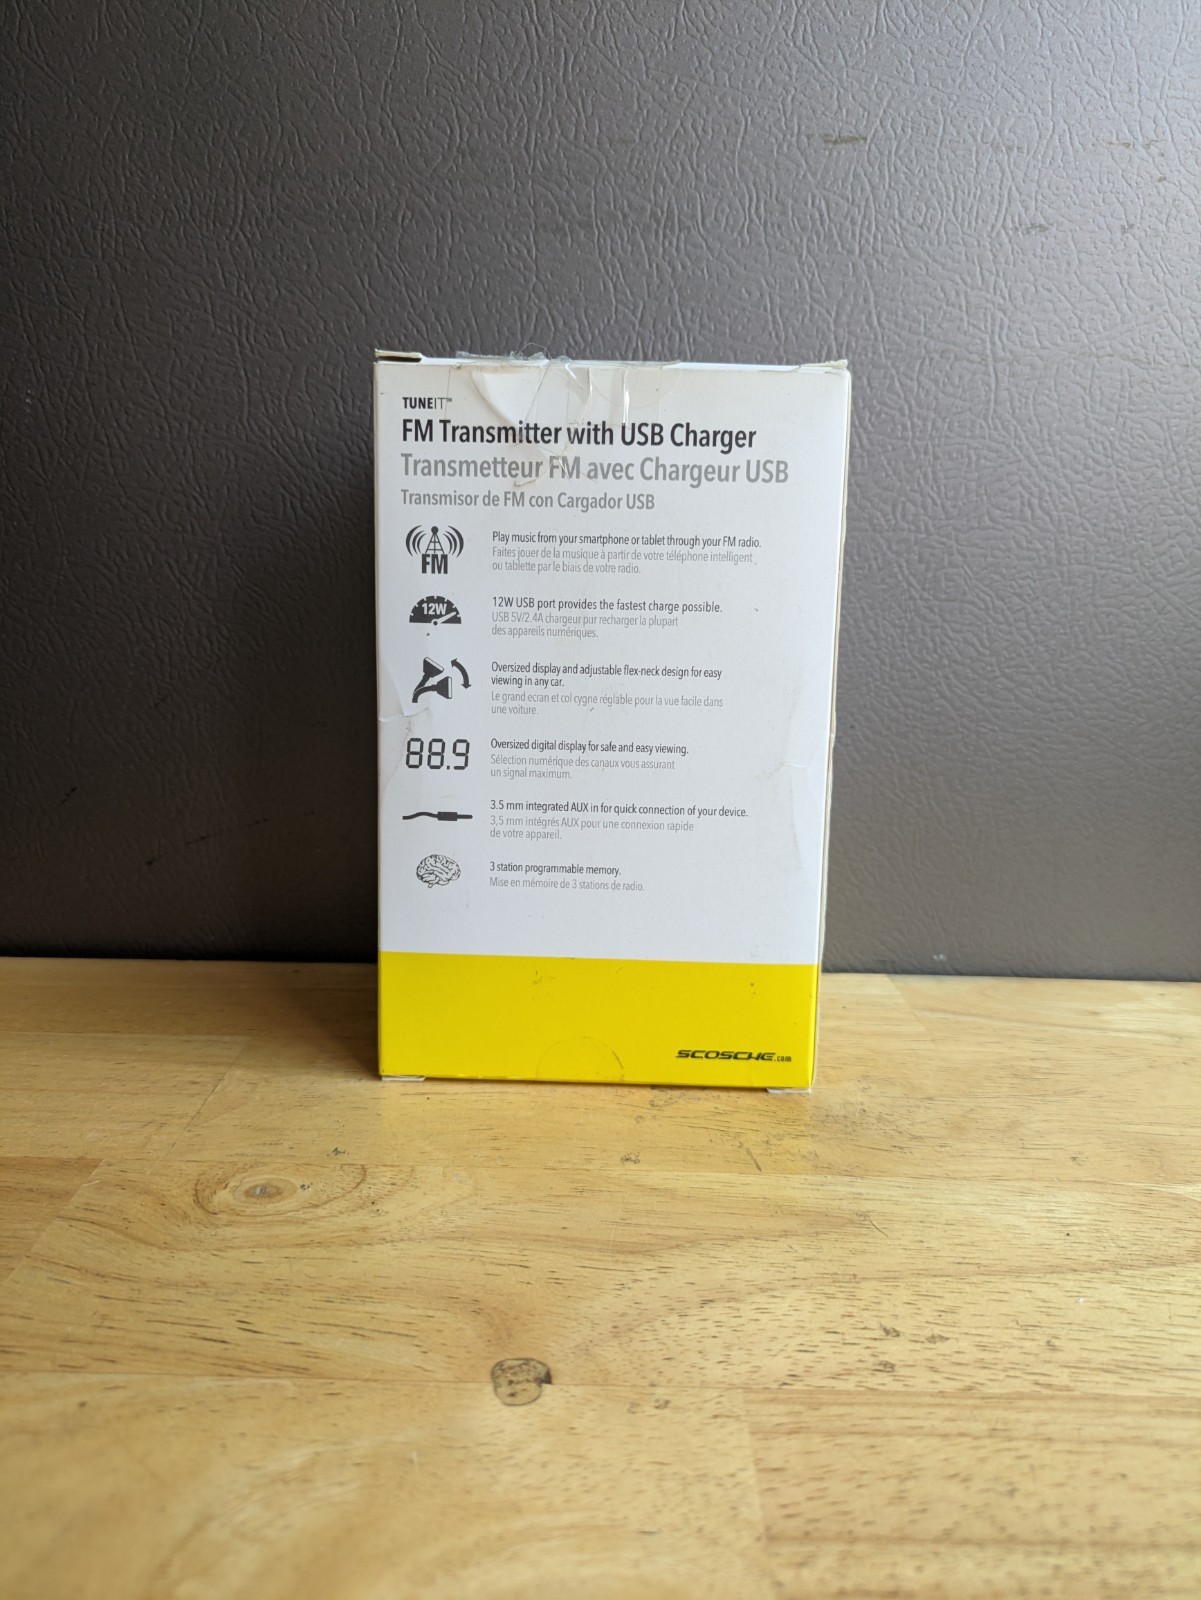 TUNEIT™
FM Transmitter with USB Charger
Transmetteur FM avec Chargeur USB
Transmisor de FM con Cargador USB
FM
Play music from your smartphone or tablet through your FM radio.
Faites jouer de la musique à partir de votre téléphone intelligent
ou tablette par le biais de votre radio.
12W
12W USB port provides the fastest charge possible.
USB 5V/2.4A chargeur pur recharger la plupart
des appareils numériques.
Oversized display and adjustable flex-neck design for easy
viewing in any car.
Le grand ecran et col cygne réglable pour la vue facile dans
une voiture.
88.9
Oversized digital display for safe and easy viewing.
Sélection numérique des canaux vous assurant
un signal maximum.
3.5 mm integrated AUX in for quick connection of your device.
3,5 mm intégrés AUX pour une connexion rapide
de votre appareil.
3 station programmable memory.
Mise en mémoire de 3 stations de radio.
SCOSCHE.com